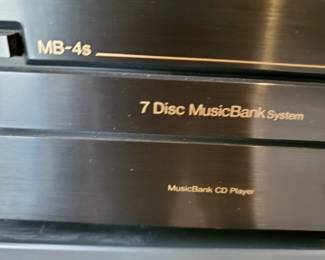 MB-4s
7 Disc MusicBank System
MusicBank CD Player